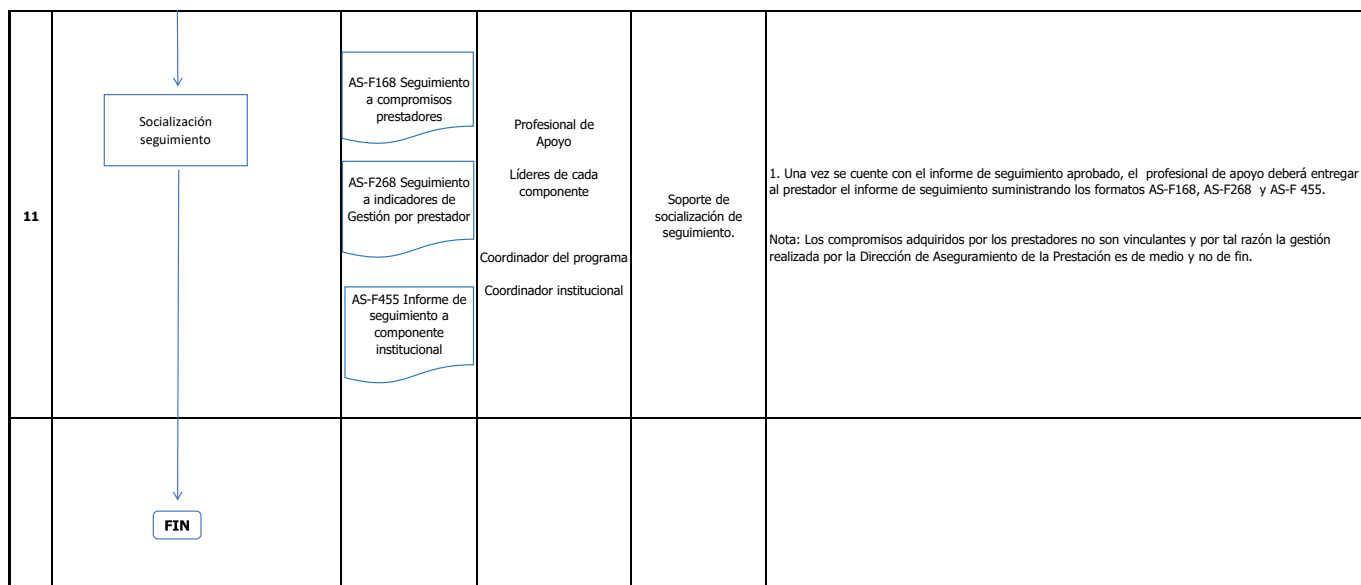 11
Socialización
seguimiento
AS-F168 Seguimiento
a compromisos
prestadores
AS-F268 Seguimiento
a indicadores de
Gestión por prestador
AS-F455 Informe de
seguimiento a
componente
institucional
Profesional de
Apoyo
Líderes de cada
componente
Coordinador del programa
Coordinador institucional
Soporte de
socialización de
seguimiento.
1. Una vez se cuente con el informe de seguimiento aprobado, el profesional de apoyo deberá entregar
al prestador el informe de seguimiento suministrando los formatos AS-F168, AS-F268 y AS-F 455.
Nota: Los compromisos adquiridos por los prestadores no son vinculantes y por tal razón la gestión
realizada por la Dirección de Aseguramiento de la Prestación es de medio y no de fin.
FIN